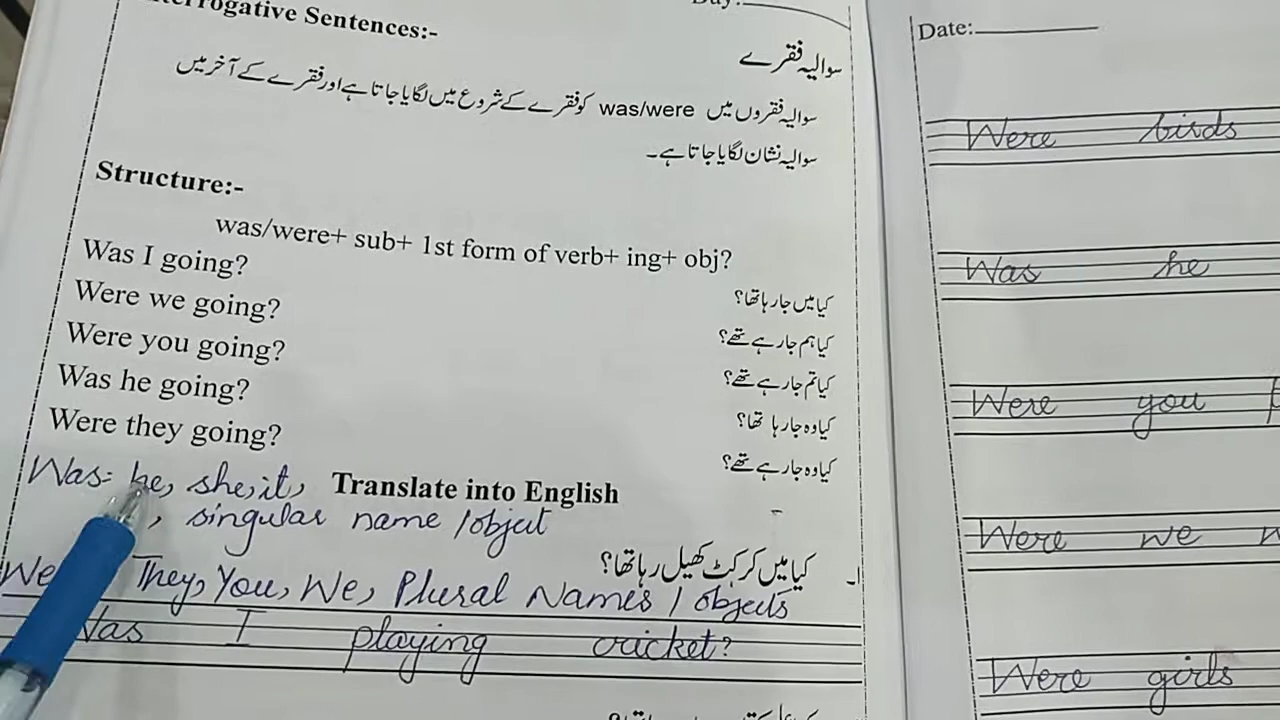 Interrogative Sentences:-
Day:
سوالیہ فقرے
سوالیہ فقروں میں was/were کو فقرے کے شروع میں لگایا جاتا ہے اور فقرے کے آخر میں
سوالیہ نشان لگایا جاتا ہے۔
Structure:-
was/were+ sub+ 1st form of verb+ ing+ obj?
Was I going? کیا میں جا رہا تھا؟
Were we going? کیا ہم جا رہے تھے؟
Were you going? کیا تم جا رہے تھے؟
Was he going? کیا وہ جا رہا تھا؟
Were they going? کیا وہ جا رہے تھے؟
Was: he, she, it,
Translate into English
, singular name / object
۱۔ کیا میں کرکٹ کھیل رہا تھا؟
They, You, We, Plural Names / objects
Was I playing cricket?
Date:
Were birds
Was he
Were you
Were we
Were girls